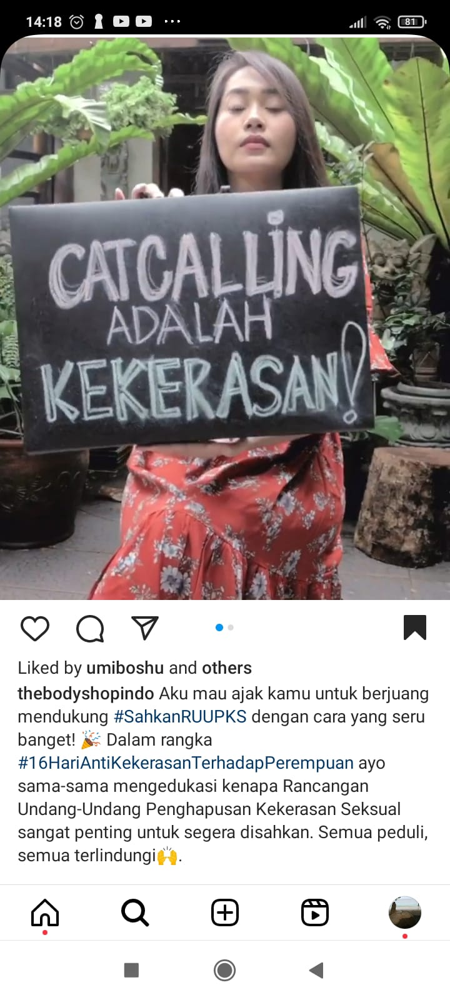 14:18
81
CATCALLING
ADALAH
KEKERASAN!
Liked by umiboshu and others
thebodyshopindo Aku mau ajak kamu untuk berjuang
mendukung #SahkanRUUPKS dengan cara yang seru
banget! 🎉 Dalam rangka
#16HariAntiKekerasanTerhadapPerempuan ayo
sama-sama mengedukasi kenapa Rancangan
Undang-Undang Penghapusan Kekerasan Seksual
sangat penting untuk segera disahkan. Semua peduli,
semua terlindungi🙌.